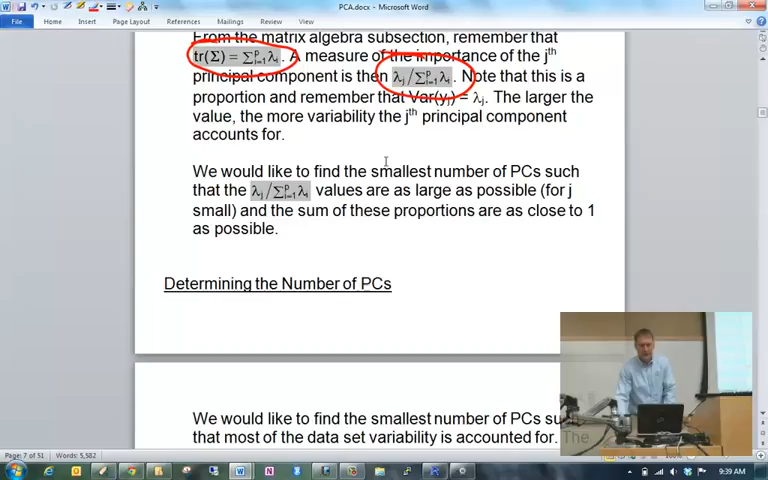 PCA.docx - Microsoft Word
File Home Insert Page Layout References Mailings Review View
From the matrix algebra subsection, remember that
tr(Σ) = ∑ᵖᵢ₌₁λᵢ. A measure of the importance of the jᵗʰ
principal component is then λⱼ/∑ᵖᵢ₌₁λᵢ. Note that this is a
proportion and remember that Var(yⱼ) = λⱼ. The larger the
value, the more variability the jᵗʰ principal component
accounts for.
We would like to find the smallest number of PCs such
that the λⱼ/∑ᵖᵢ₌₁λᵢ values are as large as possible (for j
small) and the sum of these proportions are as close to 1
as possible.
Determining the Number of PCs
We would like to find the smallest number of PCs such
that most of the data set variability is accounted for. The
Page: 7 of 51 Words: 5,582
9:39 AM